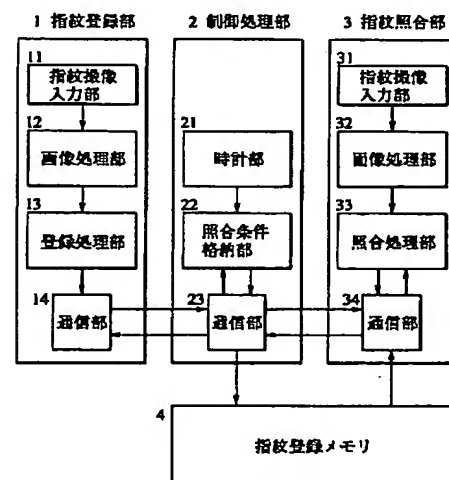 1 指紋登録部
2 制御処理部
3 指紋照合部
11
指紋撮像
入力部
12
画像処理部
13
登録処理部
14
通信部
21
時計部
22
照合条件
格納部
23
通信部
31
指紋撮像
入力部
32
画像処理部
33
照合処理部
34
通信部
4
指紋登録メモリ